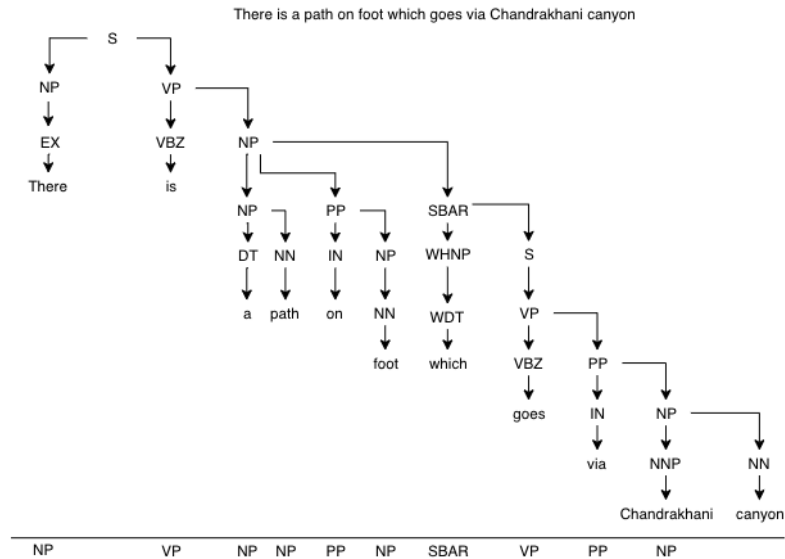 There is a path on foot which goes via Chandrakhani canyon
S
NP VP
EX VBZ NP
There is
NP PP SBAR
DT NN IN NP WHNP S
a path on NN WDT VP
foot which VBZ PP
goes IN NP
via NNP NN
Chandrakhani canyon
NP VP NP NP PP NP SBAR VP PP NP